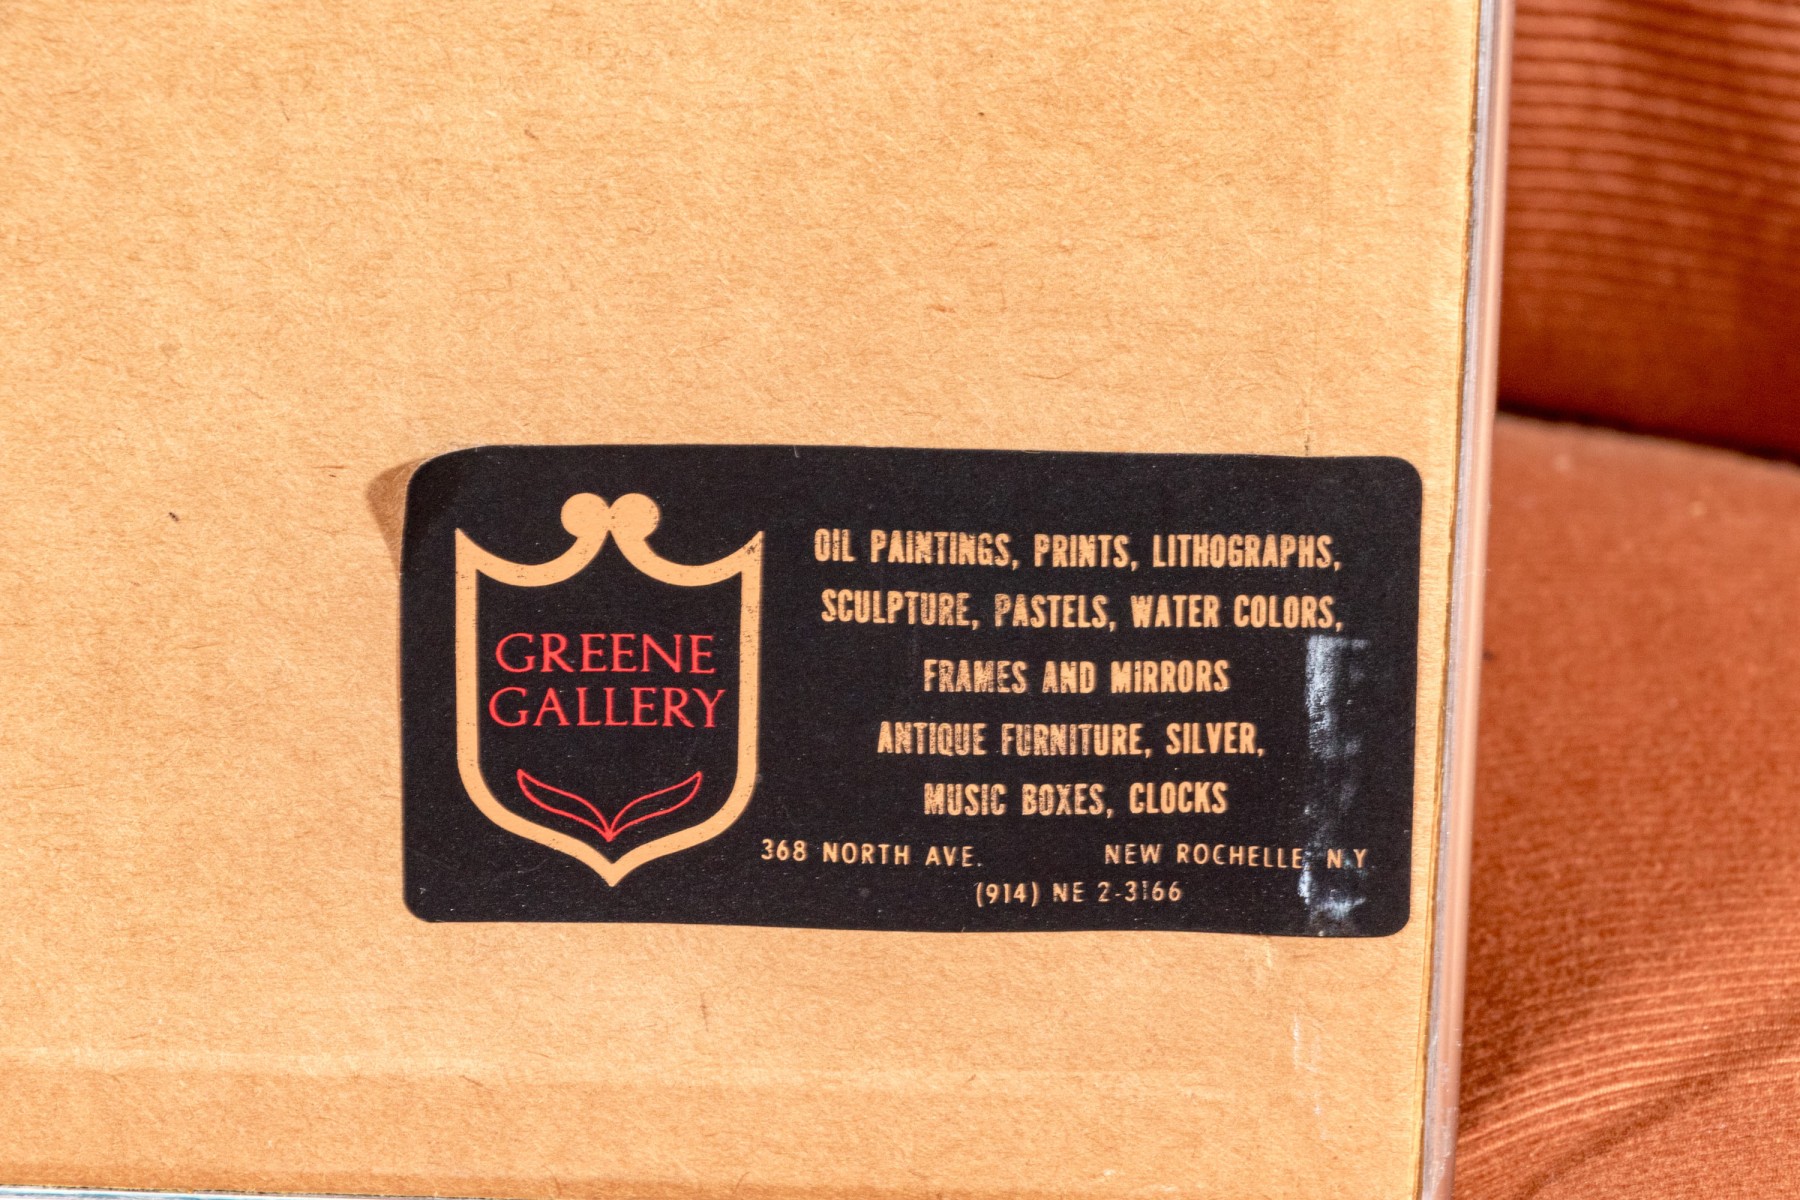 GREENE
GALLERY
OIL PAINTINGS, PRINTS, LITHOGRAPHS,
SCULPTURE, PASTELS, WATER COLORS,
FRAMES AND MIRRORS
ANTIQUE FURNITURE, SILVER,
MUSIC BOXES, CLOCKS
368 NORTH AVE. NEW ROCHELLE, N.Y.
(914) NE 2-3166